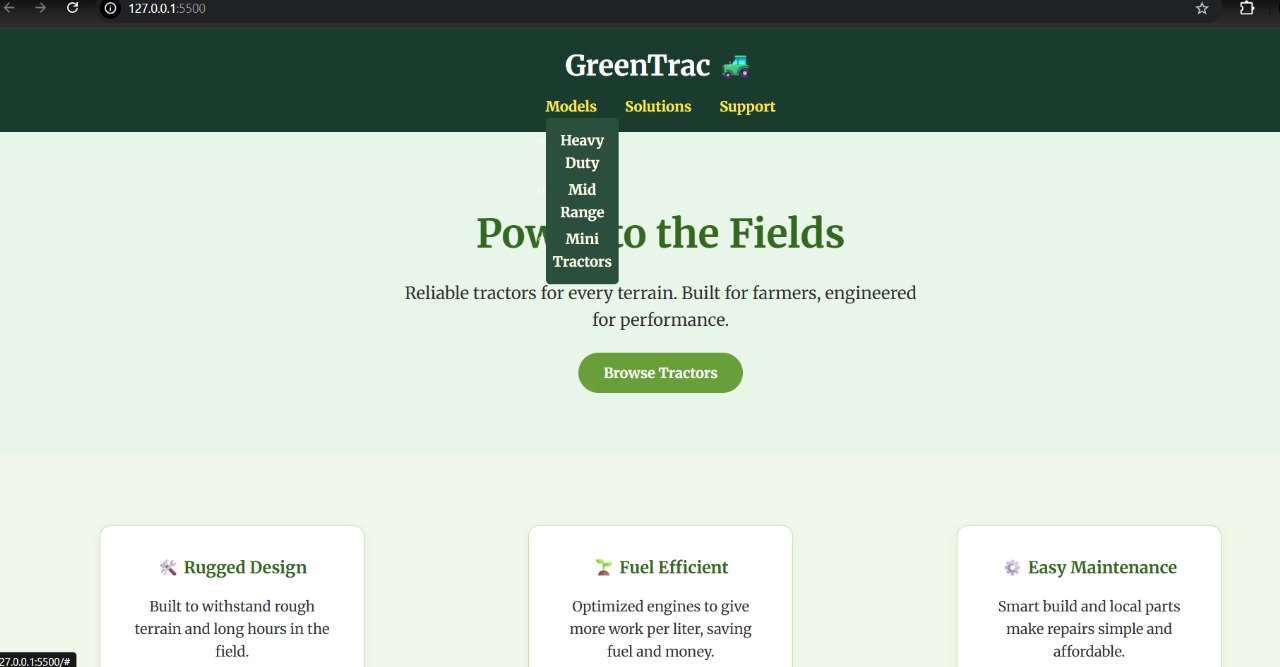 127.0.0.1:5500
GreenTrac
Models Solutions Support
Heavy
Duty
Mid
Range
Mini
Tractors
Pow to the Fields
Reliable tractors for every terrain. Built for farmers, engineered
for performance.
Browse Tractors
Rugged Design
Built to withstand rough
terrain and long hours in the
field.
Fuel Efficient
Optimized engines to give
more work per liter, saving
fuel and money.
Easy Maintenance
Smart build and local parts
make repairs simple and
affordable.
27.0.0.1:5500/#